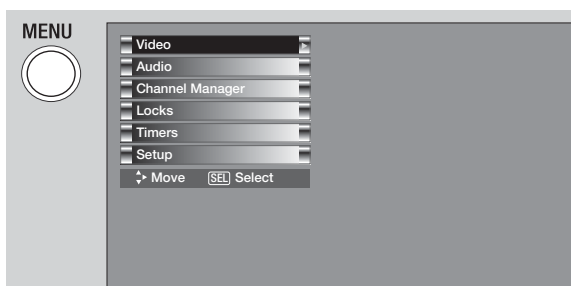 MENU
Video
Audio
Channel Manager
Locks
Timers
Setup
Move SEL Select